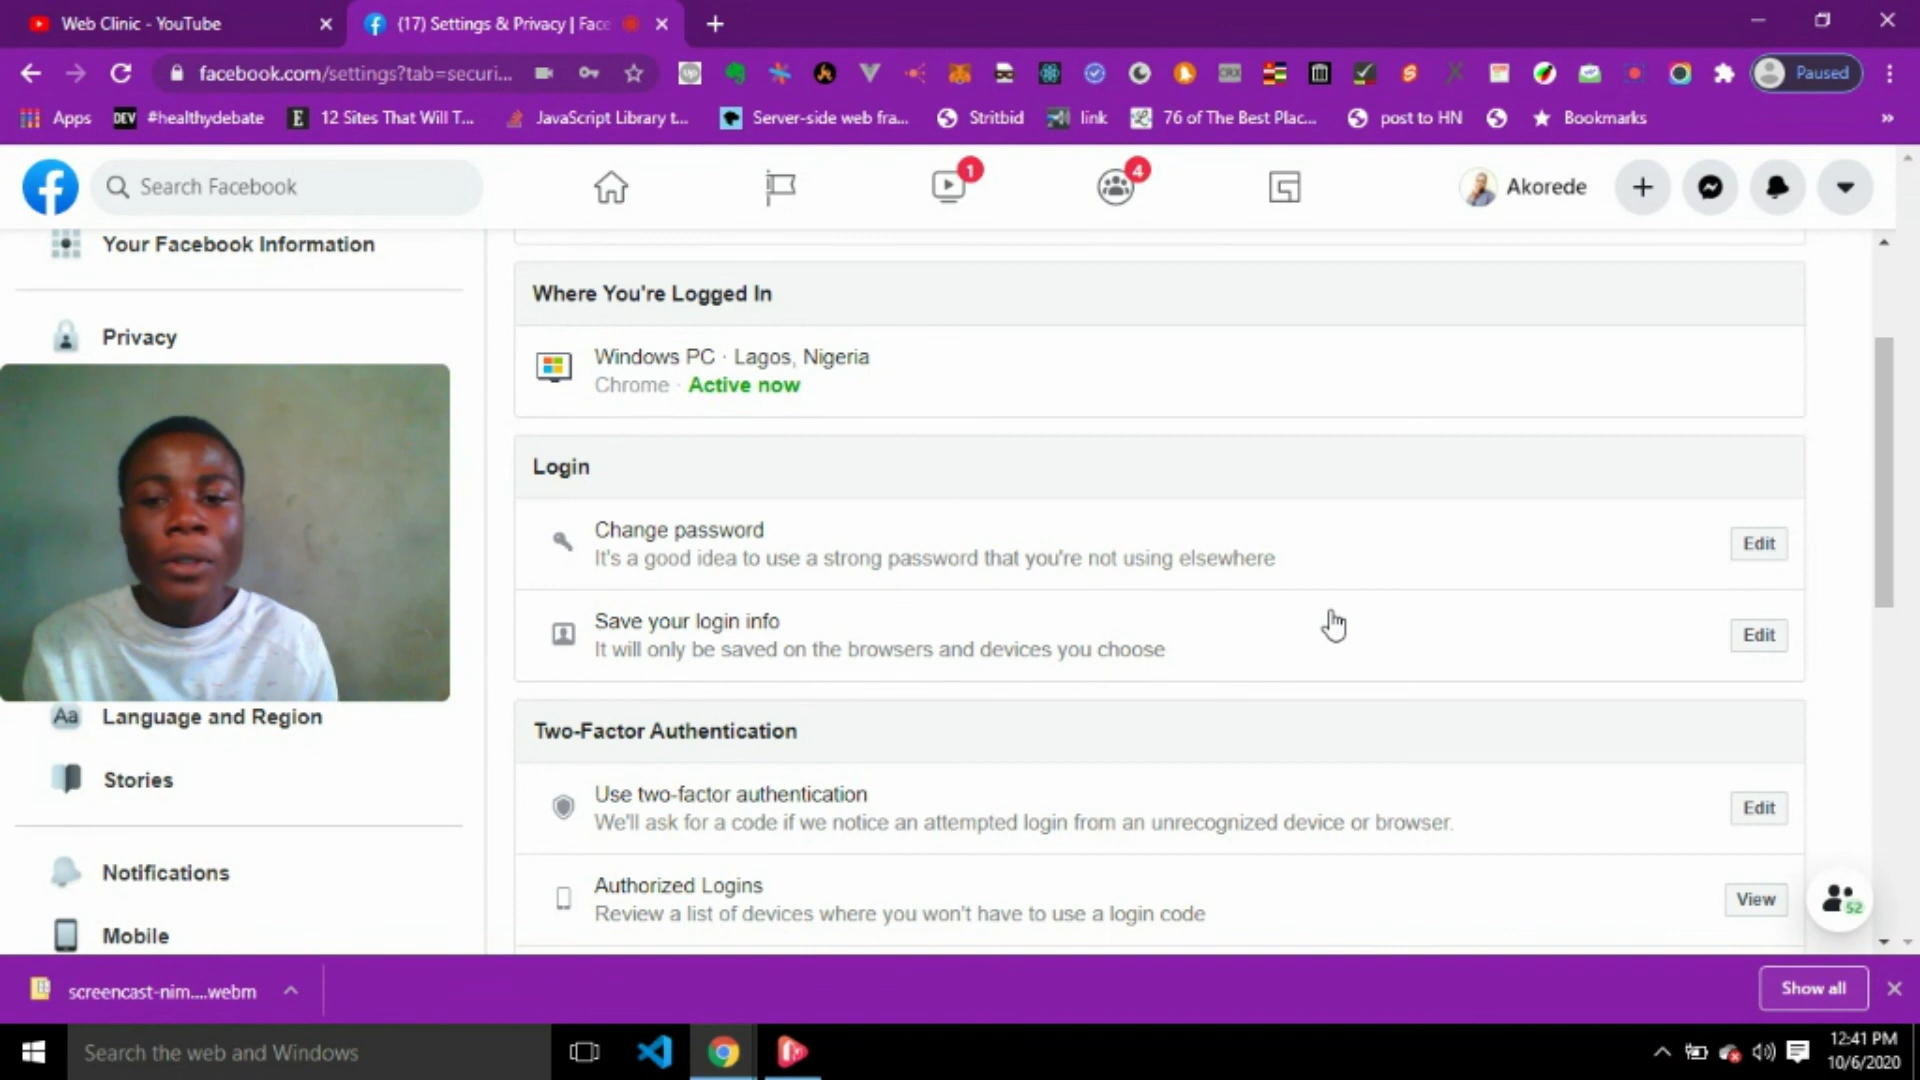 Web Clinic - YouTube
(17) Settings & Privacy | Face
facebook.com/settings?tab=securi...
Paused
Apps
DEV #healthydebate
E 12 Sites That Will T...
JavaScript Library t...
Server-side web fra...
Stritbid
link
76 of The Best Plac...
post to HN
Bookmarks
»
Search Facebook
1
4
Akorede
Your Facebook Information
Privacy
Language and Region
Stories
Notifications
Mobile
Where You're Logged In
Windows PC · Lagos, Nigeria
Chrome · Active now
Login
Change password
It's a good idea to use a strong password that you're not using elsewhere
Edit
Save your login info
It will only be saved on the browsers and devices you choose
Edit
Two-Factor Authentication
Use two-factor authentication
We'll ask for a code if we notice an attempted login from an unrecognized device or browser.
Edit
Authorized Logins
Review a list of devices where you won't have to use a login code
View
52
screencast-nim....webm
Show all
Search the web and Windows
12:41 PM
10/6/2020